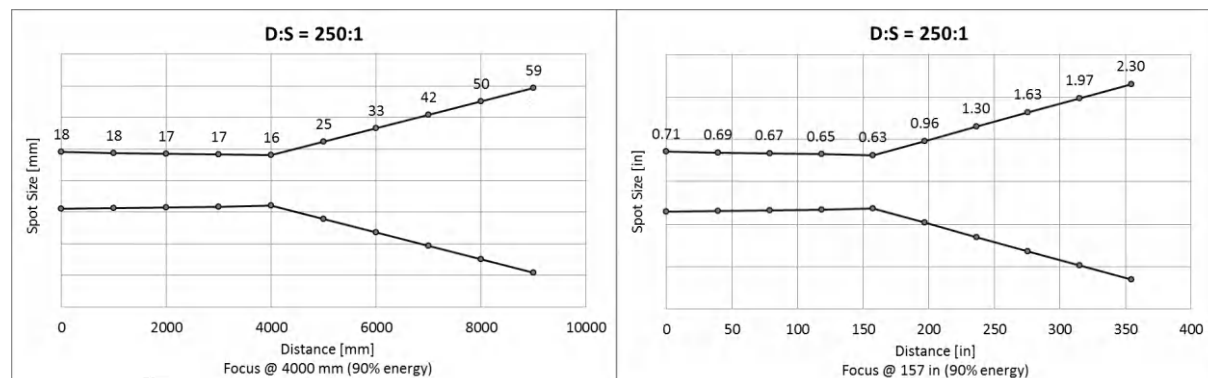 D:S = 250:1
59
50
42
33
25
18 18 17 17 16
Spot Size [mm]
0 2000 4000 6000 8000 10000
Distance [mm]
Focus @ 4000 mm (90% energy)
D:S = 250:1
2.30
1.97
1.63
1.30
0.96
0.71 0.69 0.67 0.65 0.63
Spot Size [in]
0 50 100 150 200 250 300 350 400
Distance [in]
Focus @ 157 in (90% energy)